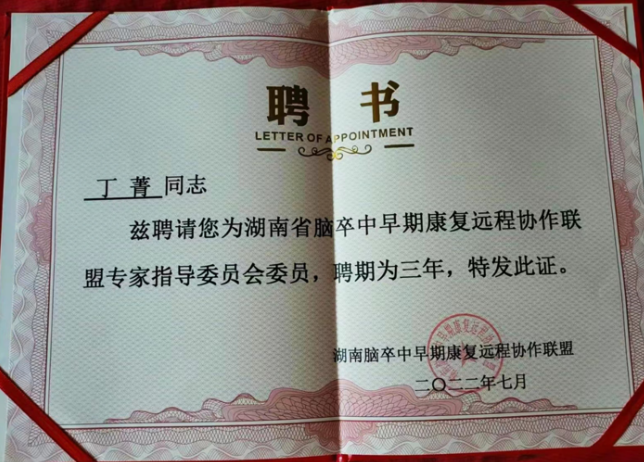 聘 书
LETTER OF APPOINTMENT
丁 菁 同志
兹聘请您为湖南省脑卒中早期康复远程协作联
盟专家指导委员会委员，聘期为三年，特发此证。
湖南脑卒中早期康复远程协作联盟
二〇二二年七月